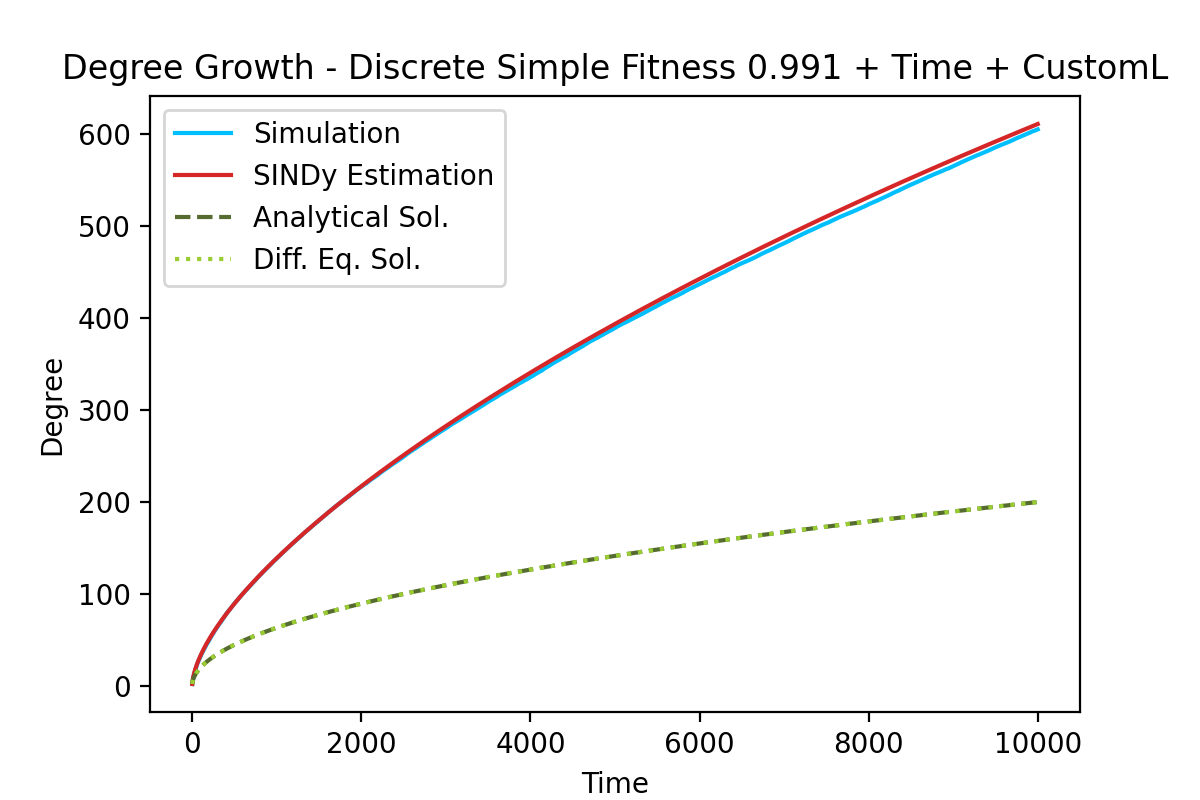 Degree Growth - Discrete Simple Fitness 0.991 + Time + CustomL
Simulation
SINDy Estimation
Analytical Sol.
Diff. Eq. Sol.
600
500
400
300
200
100
0
Degree
0 2000 4000 6000 8000 10000
Time